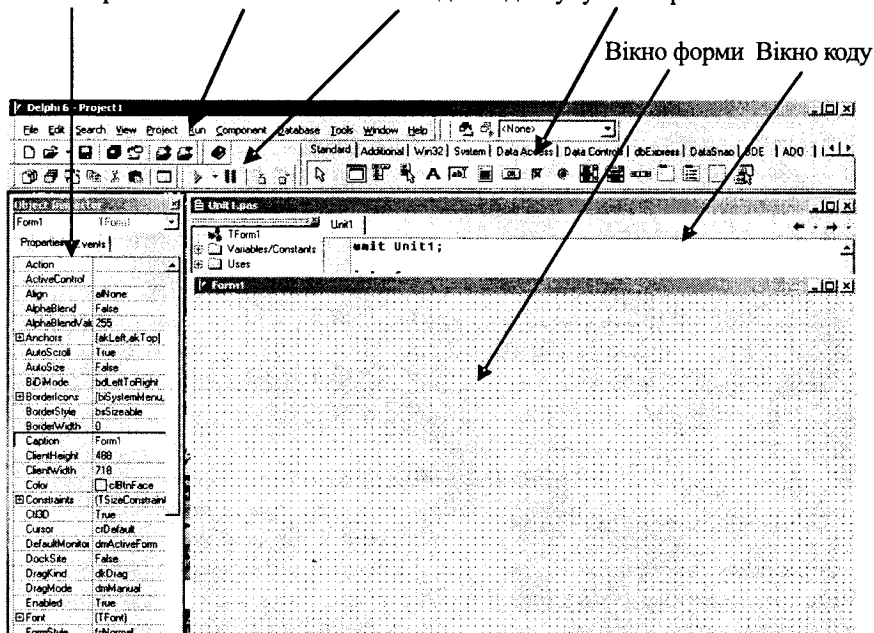 Вікно форми Вікно коду
Delphi 6 - Project1
File Edit Search View Project Run Component Database Tools Window Help <None>
Standard Additional Win32 System Data Access Data Controls dbExpress DataSnap BDE ADO
Object Inspector
Unit1.pas
Form1 TForm1
Unit1
Properties Events
TForm1
unit Unit1;
Variables/Constants
Uses
Form1
Action
ActiveControl
Align alNone
AlphaBlend False
AlphaBlendVal 255
Anchors [akLeft,akTop]
AutoScroll True
AutoSize False
BiDiMode bdLeftToRight
BorderIcons [biSystemMenu,
BorderStyle bsSizeable
BorderWidth 0
Caption Form1
ClientHeight 488
ClientWidth 718
Color clBtnFace
Constraints (TSizeConstraint
Ctl3D True
Cursor crDefault
DefaultMonitor dmActiveForm
DockSite False
DragKind dkDrag
DragMode dmManual
Enabled True
Font (TFont)
FormStyle fsNormal